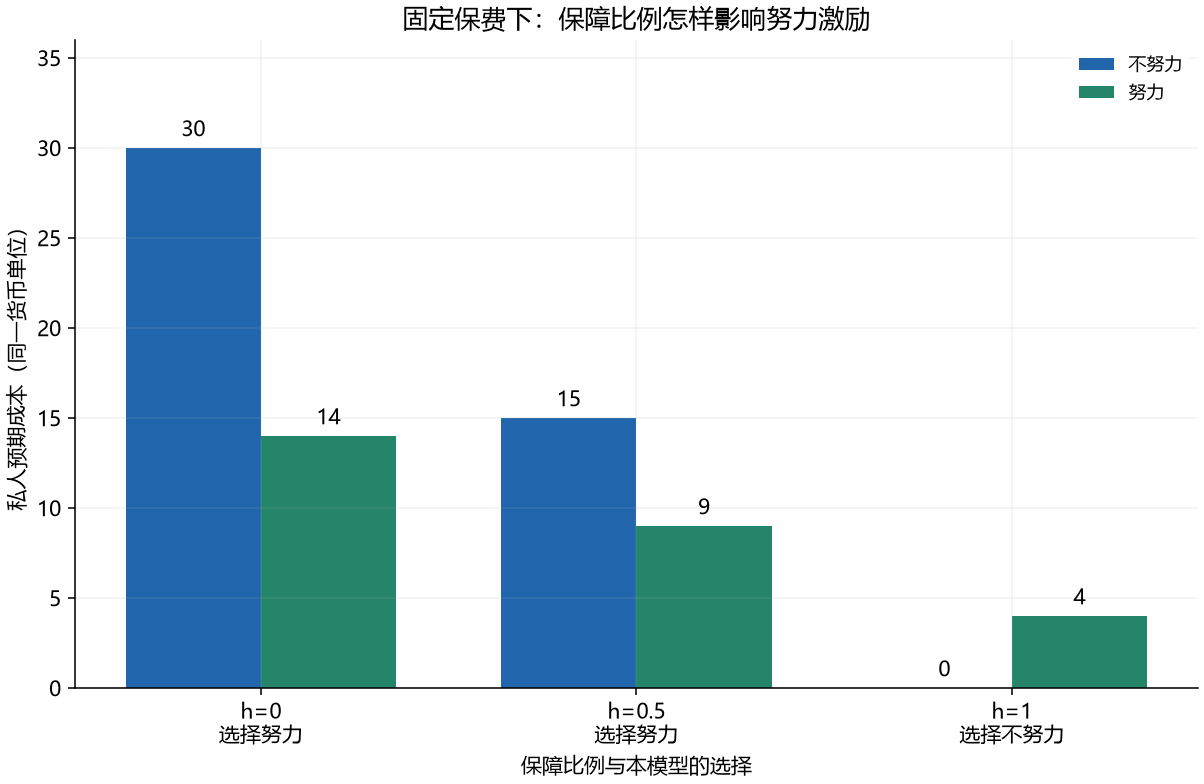 固定保费下：保障比例怎样影响努力激励
不努力
努力
私人预期成本（同一货币单位）
35
30
25
20
15
10
5
0
30
14
15
9
0
4
h=0
选择努力
h=0.5
选择努力
h=1
选择不努力
保障比例与本模型的选择